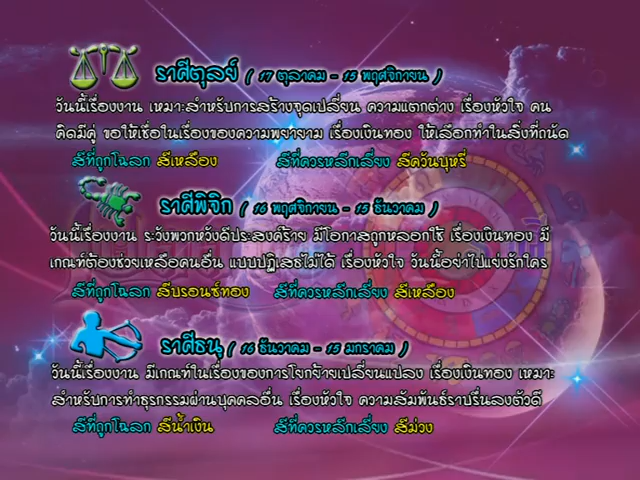 ราศีตุลย์ ( 17 ตุลาคม - 15 พฤศจิกายน )
วันนี้เรื่องงาน เหมาะสำหรับการสร้างจุดเปลี่ยน ความแตกต่าง เรื่องหัวใจ คน
คิดมีคู่ ขอให้เชื่อในเรื่องของความพยายาม เรื่องเงินทอง ให้เลือกทำในสิ่งที่ถนัด
สีที่ถูกโฉลก สีเหลือง สีที่ควรหลีกเลี่ยง สีควันบุหรี่
ราศีพิจิก ( 16 พฤศจิกายน - 15 ธันวาคม )
วันนี้เรื่องงาน ระวังพวกหวังดีประสงค์ร้าย มีโอกาสถูกหลอกใช้ เรื่องเงินทอง มี
เกณฑ์ต้องช่วยเหลือคนอื่น แบบปฏิเสธไม่ได้ เรื่องหัวใจ วันนี้อย่าไปแย่งรักใคร
สีที่ถูกโฉลก สีบรอนซ์ทอง สีที่ควรหลีกเลี่ยง สีเหลือง
ราศีธนู ( 16 ธันวาคม - 15 มกราคม )
วันนี้เรื่องงาน มีเกณฑ์ในเรื่องของการโยกย้ายเปลี่ยนแปลง เรื่องเงินทอง เหมาะ
สำหรับการทำธุรกรรมผ่านบุคคลอื่น เรื่องหัวใจ ความสัมพันธ์ราบรื่นลงตัวดี
สีที่ถูกโฉลก สีน้ำเงิน สีที่ควรหลีกเลี่ยง สีม่วง